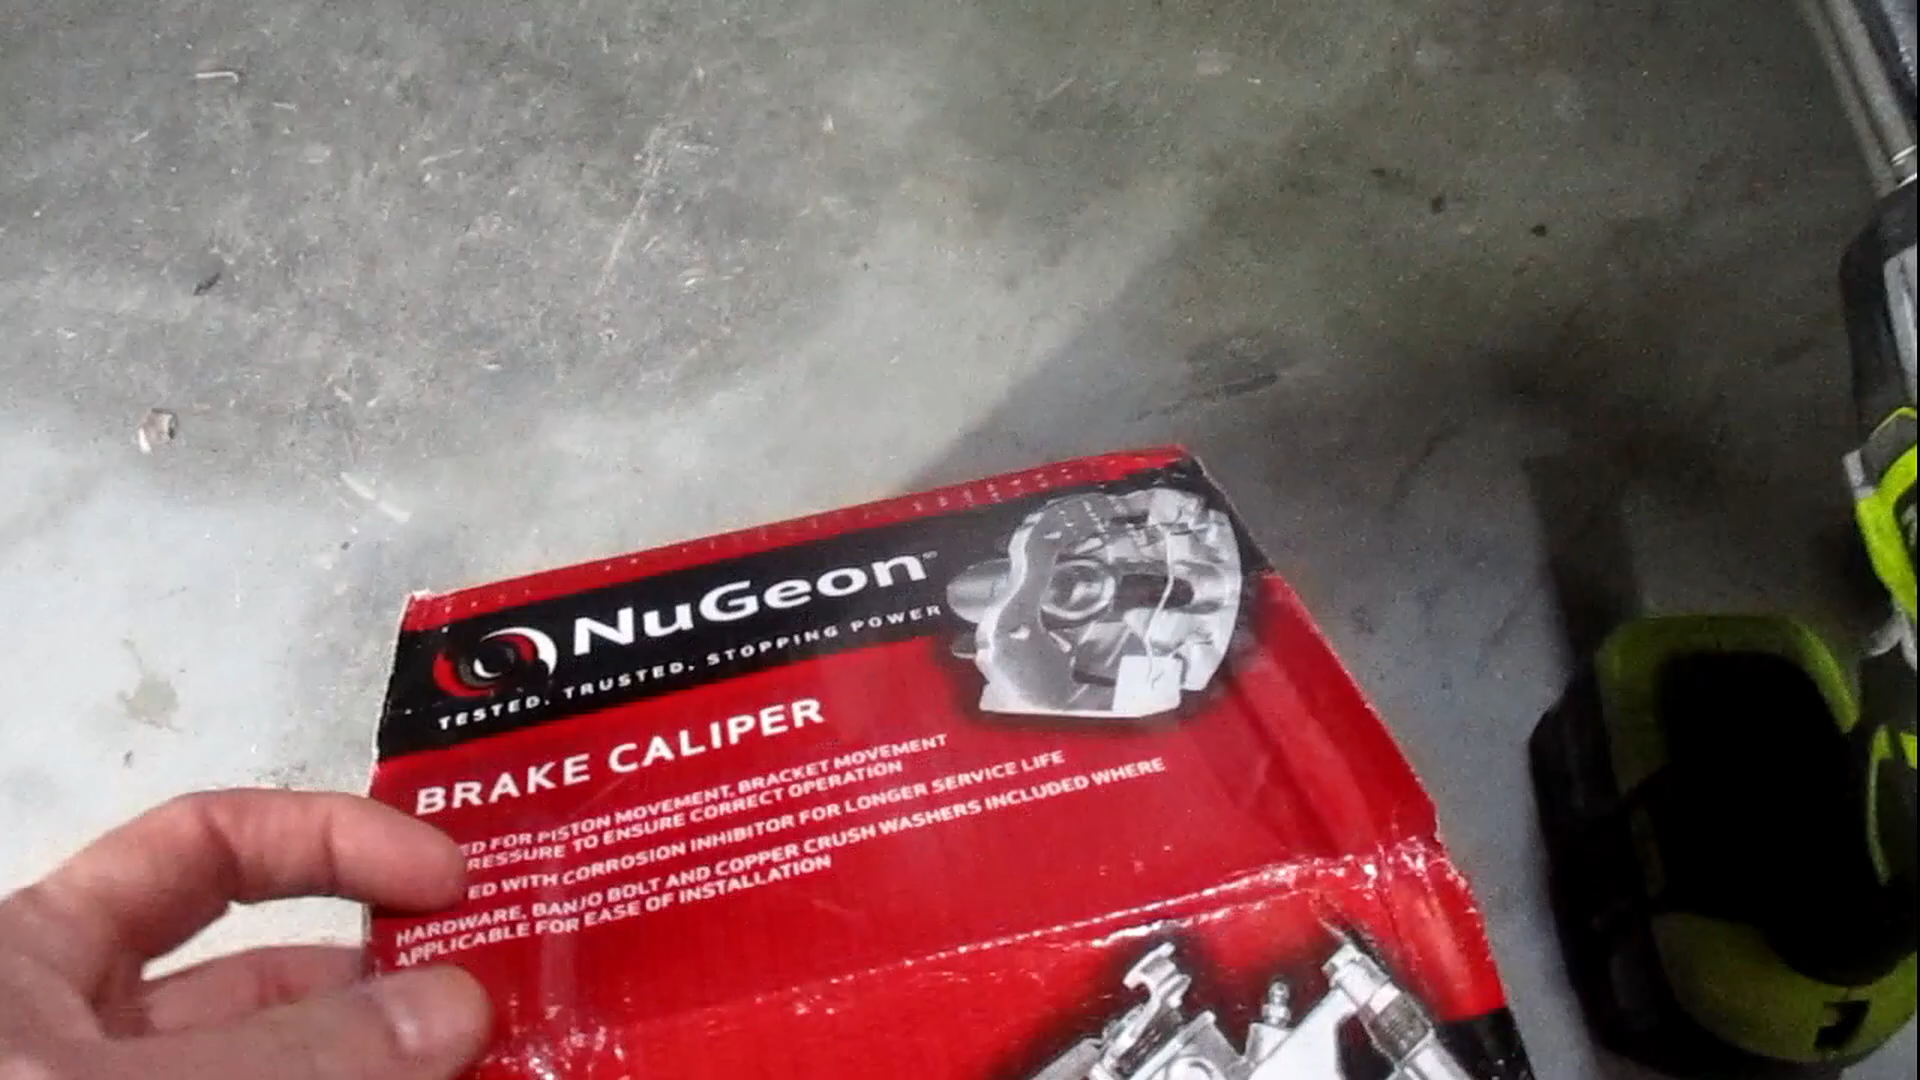 NuGeon
TESTED. TRUSTED. STOPPING POWER
BRAKE CALIPER
FOR PISTON MOVEMENT, BRACKET MOVEMENT
TO ENSURE CORRECT OPERATION
WITH CORROSION INHIBITOR FOR LONGER SERVICE LIFE
HARDWARE, BANJO BOLT AND COPPER CRUSH WASHERS INCLUDED WHERE
APPLICABLE FOR EASE OF INSTALLATION